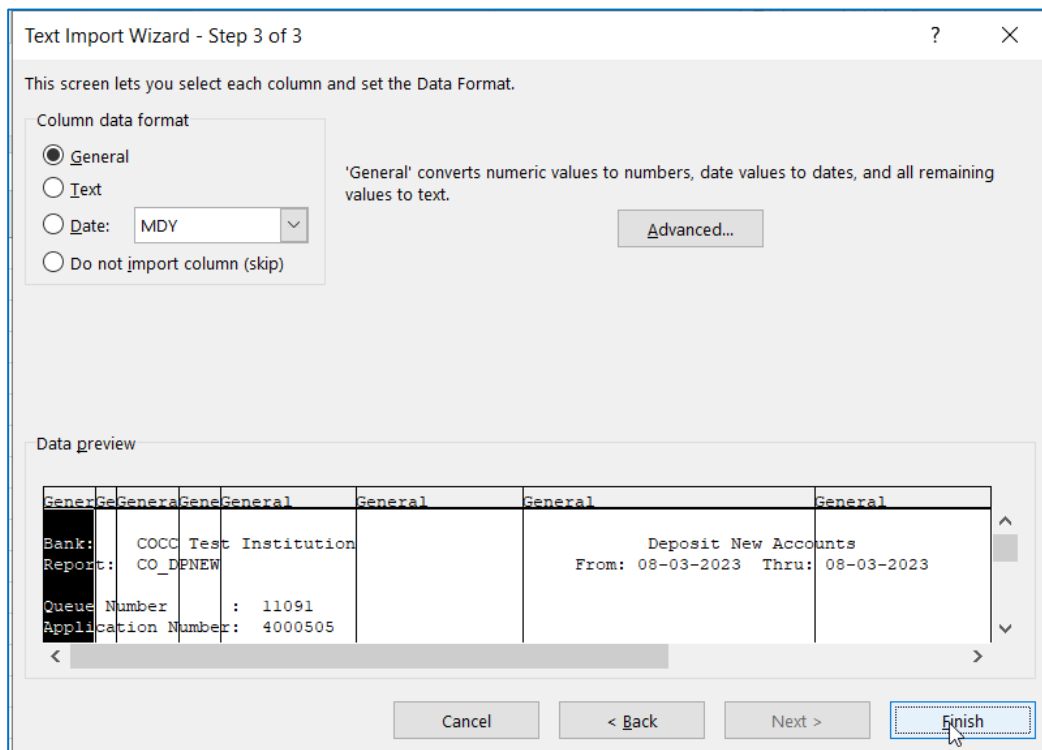 Text Import Wizard - Step 3 of 3 ?
This screen lets you select each column and set the Data Format.
Column data format
General
Text
Date: MDY
Do not import column (skip)
'General' converts numeric values to numbers, date values to dates, and all remaining
values to text.
Advanced...
Data preview
Gener Ge Genera Gene General General General General
Bank: COCC Test Institution Deposit New Accounts
Report: CO_DPNEW From: 08-03-2023 Thru: 08-03-2023
Queue Number : 11091
Application Number: 4000505
Cancel < Back Next > Finish